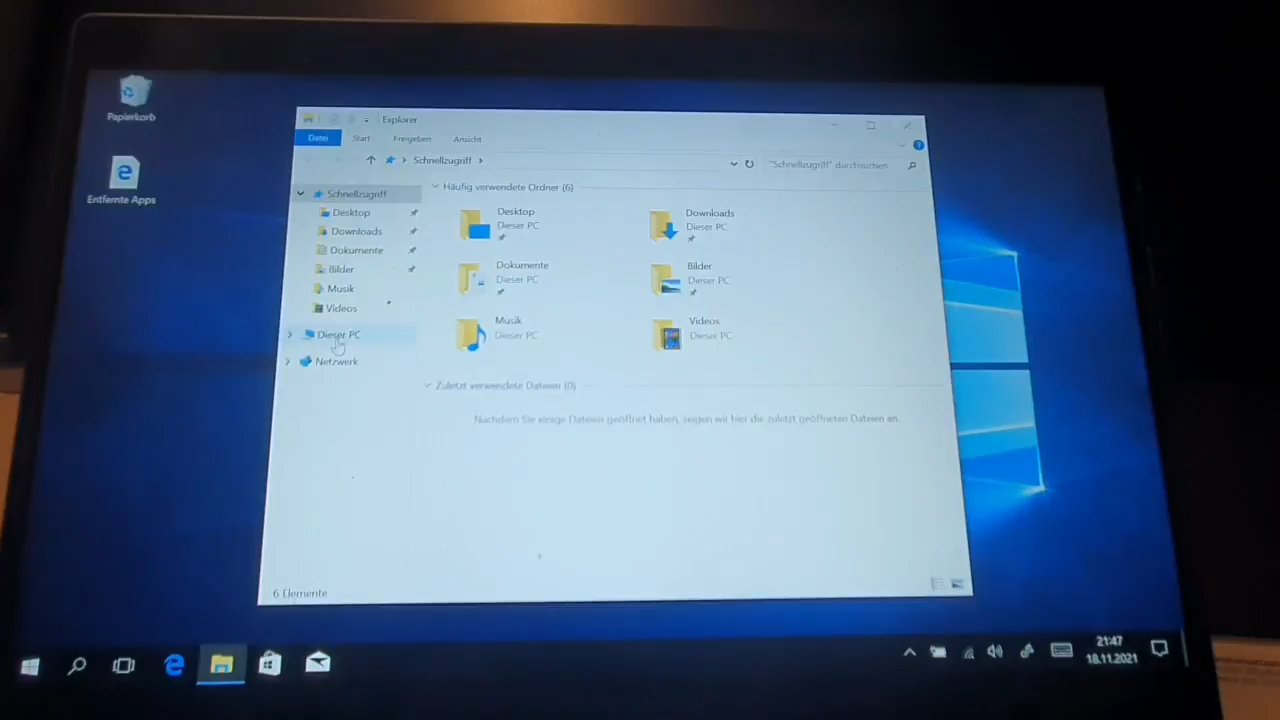 Papierkorb
Entfernte Apps
Explorer
Datei Start Freigeben Ansicht
Schnellzugriff
"Schnellzugriff" durchsuchen
Schnellzugriff
Desktop
Downloads
Dokumente
Bilder
Musik
Videos
Dieser PC
Netzwerk
Häufig verwendete Ordner (6)
Desktop
Dieser PC
Downloads
Dieser PC
Dokumente
Dieser PC
Bilder
Dieser PC
Musik
Dieser PC
Videos
Dieser PC
Zuletzt verwendete Dateien (0)
Nachdem Sie einige Dateien geöffnet haben, zeigen wir hier die zuletzt geöffneten Dateien an.
6 Elemente
21:47
18.11.2021